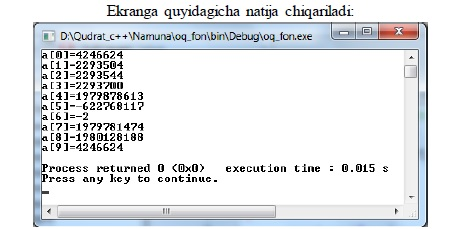 Ekranga quyidagicha natija chiqariladi:
D:\Qudrat_c++\Namuna\oq_fon\bin\Debug\oq_fon.exe
a[0]=4246624
a[1]=2293504
a[2]=2293544
a[3]=2293700
a[4]=1979878613
a[5]=-622768117
a[6]=-2
a[7]=1979781474
a[8]=1980128188
a[9]=4246624
Process returned 0 (0x0) execution time : 0.015 s
Press any key to continue.